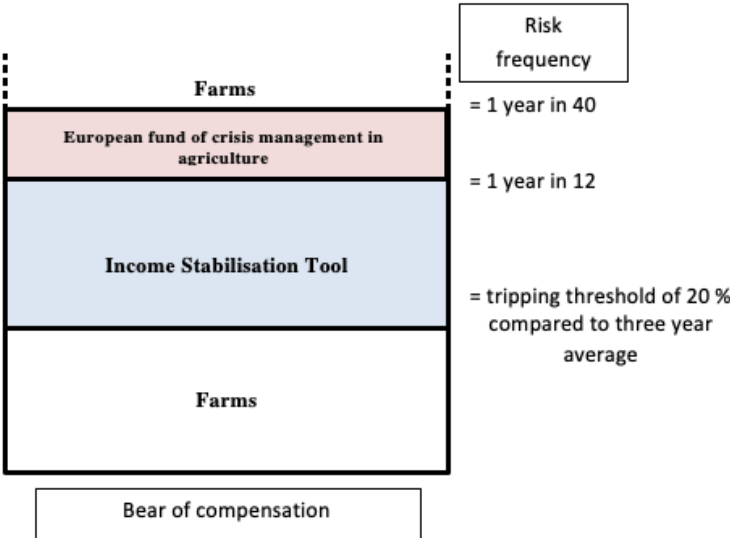 Risk
frequency
Farms
= 1 year in 40
European fund of crisis management in
agriculture
= 1 year in 12
Income Stabilisation Tool
= tripping threshold of 20 %
compared to three year
average
Farms
Bear of compensation